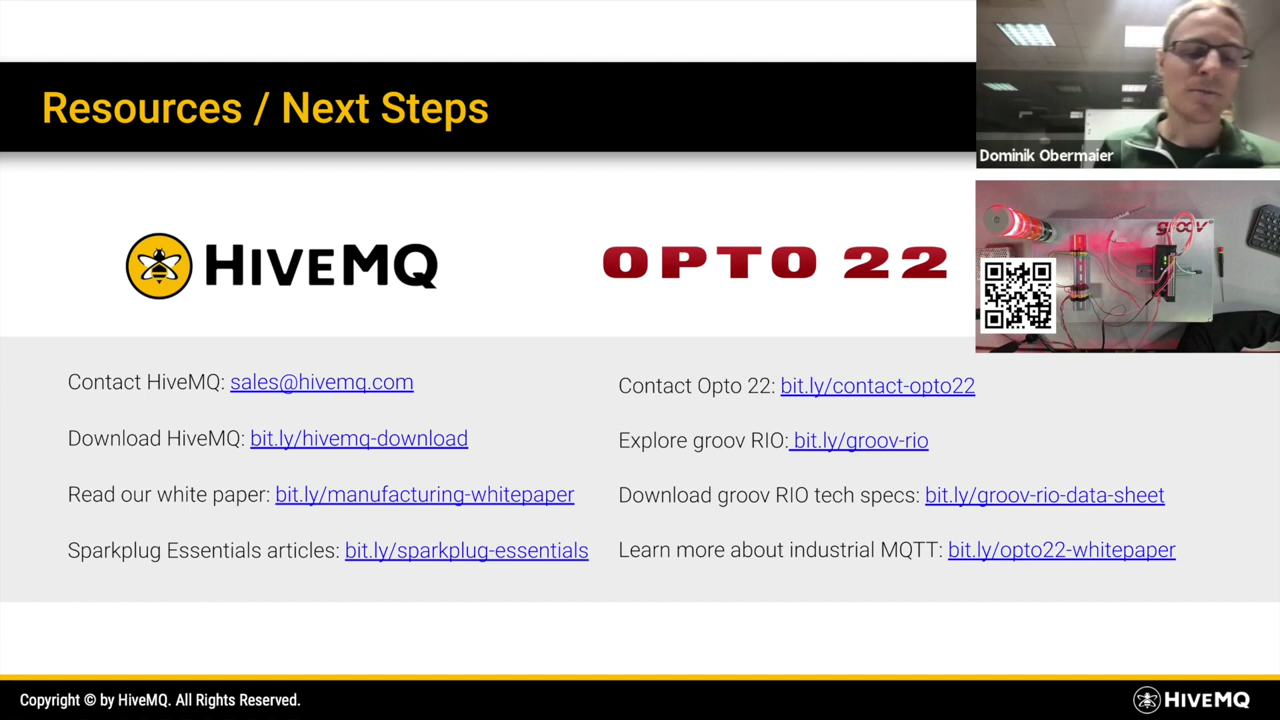 Resources / Next Steps
Dominik Obermaier
groov
HIVEMQ
OPTO 22
Contact HiveMQ: sales@hivemq.com
Download HiveMQ: bit.ly/hivemq-download
Read our white paper: bit.ly/manufacturing-whitepaper
Sparkplug Essentials articles: bit.ly/sparkplug-essentials
Contact Opto 22: bit.ly/contact-opto22
Explore groov RIO: bit.ly/groov-rio
Download groov RIO tech specs: bit.ly/groov-rio-data-sheet
Learn more about industrial MQTT: bit.ly/opto22-whitepaper
Copyright © by HiveMQ. All Rights Reserved.
HIVEMQ